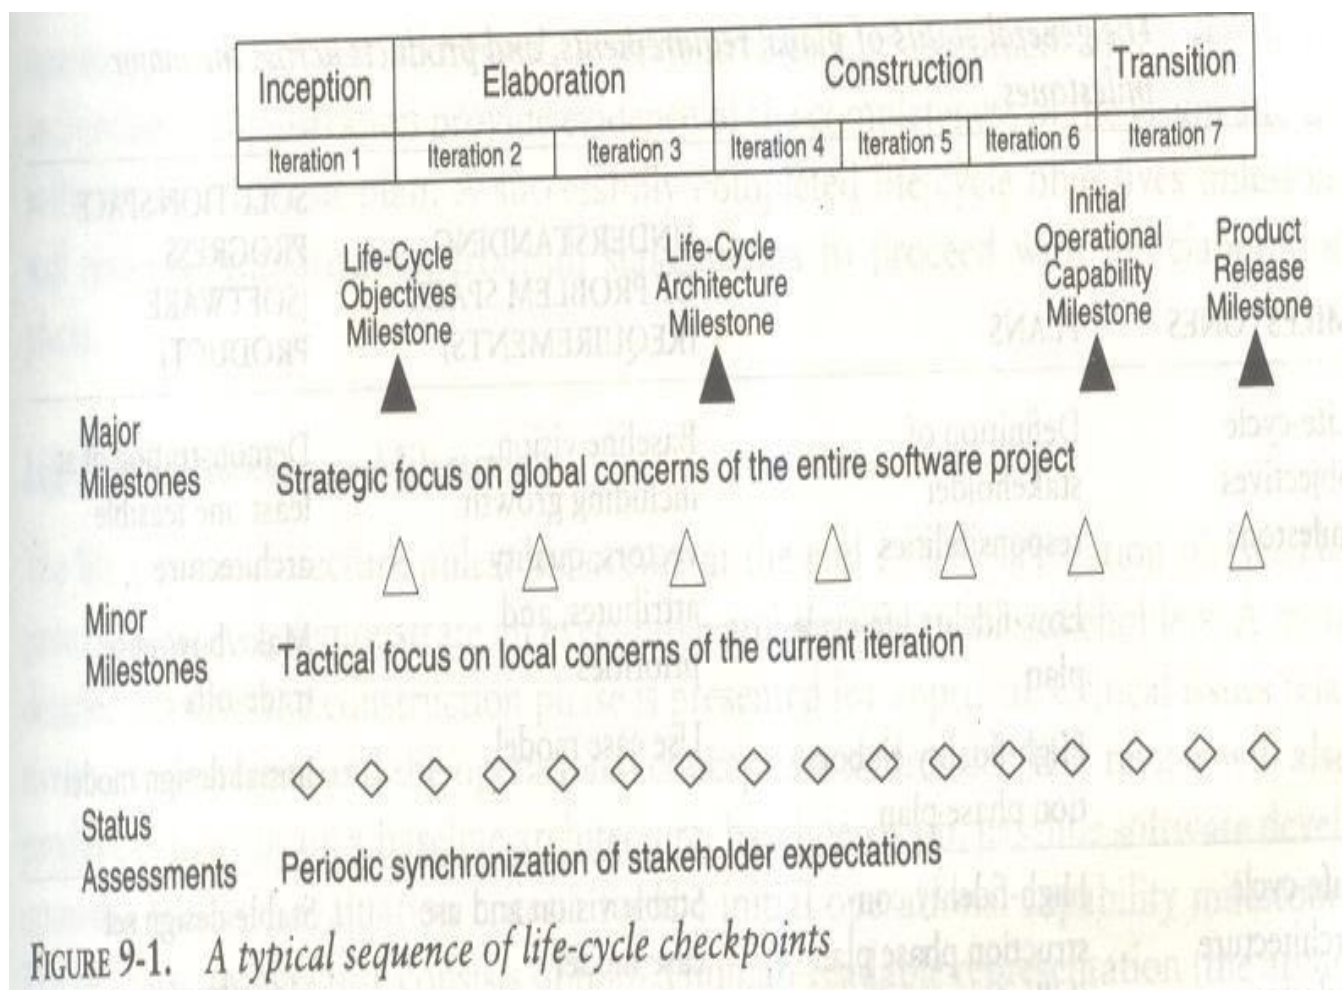 Inception Elaboration Construction Transition
Iteration 1 Iteration 2 Iteration 3 Iteration 4 Iteration 5 Iteration 6 Iteration 7
Life-Cycle
Objectives
Milestone
Life-Cycle
Architecture
Milestone
Initial
Operational
Capability
Milestone
Product
Release
Milestone
Major
Milestones
Strategic focus on global concerns of the entire software project
Minor
Milestones
Tactical focus on local concerns of the current iteration
Status
Assessments
Periodic synchronization of stakeholder expectations
FIGURE 9-1. A typical sequence of life-cycle checkpoints